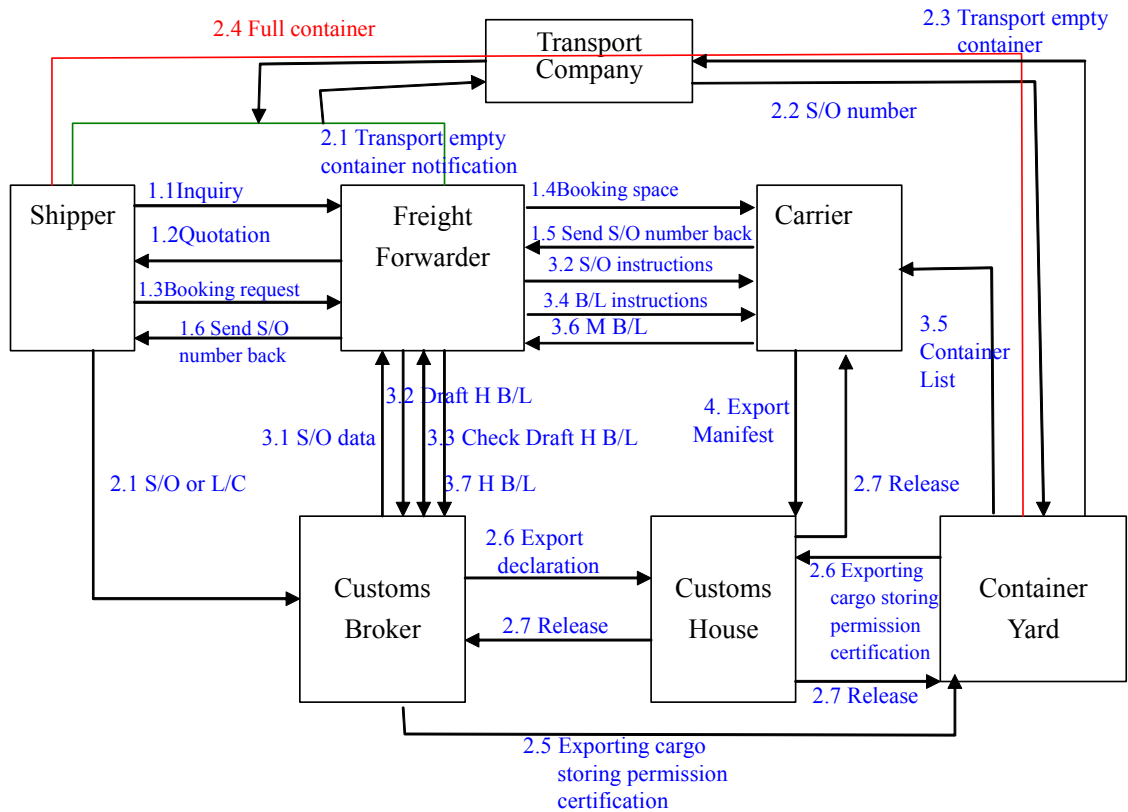 2.4 Full container
Transport
Company
2.3 Transport empty
container
2.2 S/O number
2.1 Transport empty
container notification
Shipper
1.1Inquiry
1.2Quotation
1.3Booking request
1.6 Send S/O
number back
Freight
Forwarder
1.4Booking space
1.5 Send S/O number back
3.2 S/O instructions
3.4 B/L instructions
3.6 M B/L
Carrier
3.5
Container
List
3.2 Draft H B/L
3.1 S/O data
3.3 Check Draft H B/L
3.7 H B/L
4. Export
Manifest
2.7 Release
2.1 S/O or L/C
Customs
Broker
2.6 Export
declaration
2.7 Release
Customs
House
2.6 Exporting
cargo storing
permission
certification
2.7 Release
Container
Yard
2.5 Exporting cargo
storing permission
certification